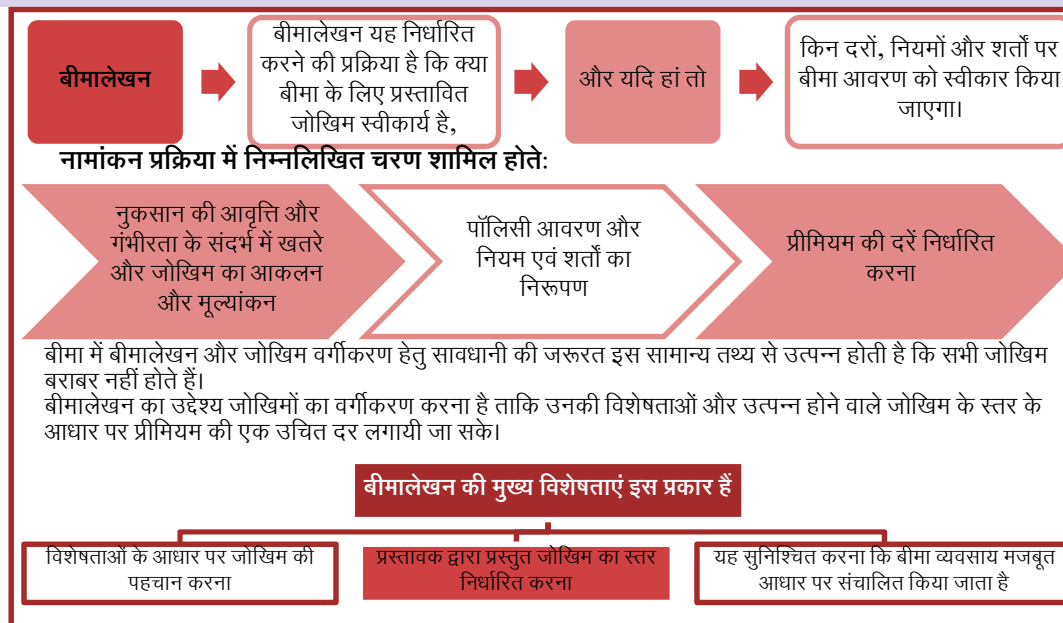 बीमालेखन
बीमालेखन यह निर्धारित
करने की प्रक्रिया है कि क्या
बीमा के लिए प्रस्तावित
जोखिम स्वीकार्य है,
और यदि हां तो
किन दरों, नियमों और शर्तों पर
बीमा आवरण को स्वीकार किया
जाएगा।
नामांकन प्रक्रिया में निम्नलिखित चरण शामिल होते:
नुकसान की आवृत्ति और
गंभीरता के संदर्भ में खतरे
और जोखिम का आकलन
और मूल्यांकन
पॉलिसी आवरण और
नियम एवं शर्तों का
निरूपण
प्रीमियम की दरें निर्धारित
करना
बीमा में बीमालेखन और जोखिम वर्गीकरण हेतु सावधानी की जरूरत इस सामान्य तथ्य से उत्पन्न होती है कि सभी जोखिम
बराबर नहीं होते हैं।
बीमालेखन का उद्देश्य जोखिमों का वर्गीकरण करना है ताकि उनकी विशेषताओं और उत्पन्न होने वाले जोखिम के स्तर के
आधार पर प्रीमियम की एक उचित दर लगायी जा सके।
बीमालेखन की मुख्य विशेषताएं इस प्रकार हैं
विशेषताओं के आधार पर जोखिम की
पहचान करना
प्रस्तावक द्वारा प्रस्तुत जोखिम का स्तर
निर्धारित करना
यह सुनिश्चित करना कि बीमा व्यवसाय मजबूत
आधार पर संचालित किया जाता है